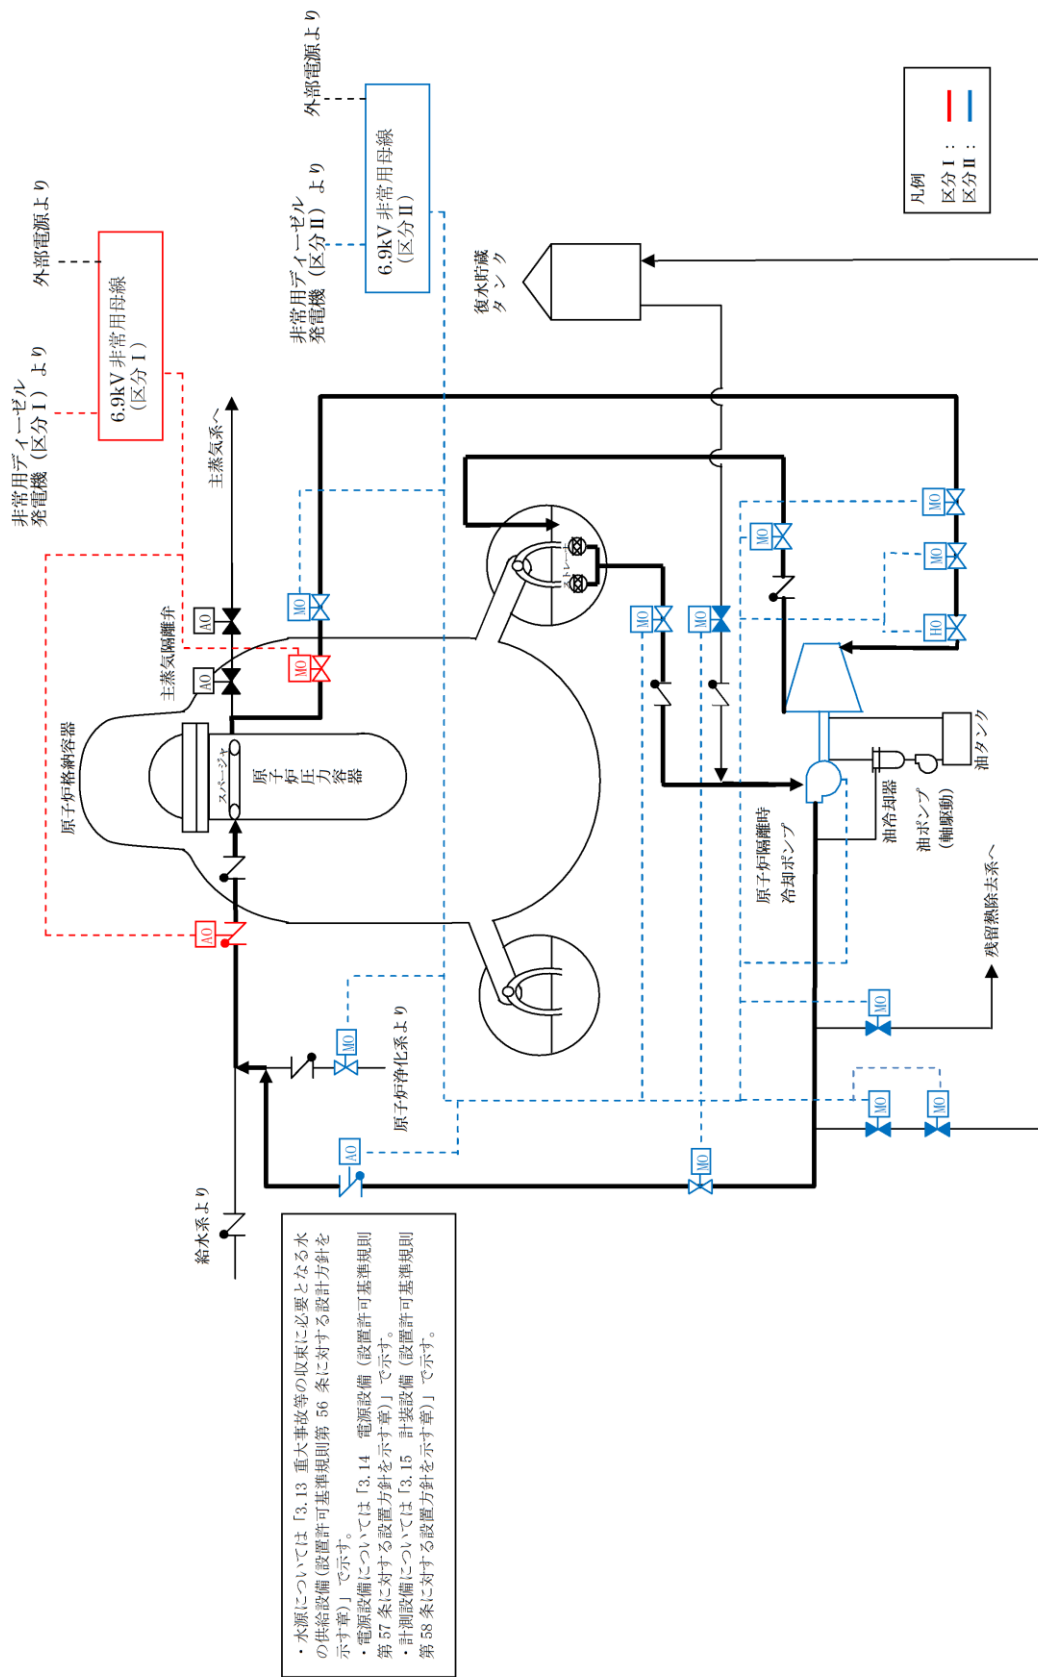 ・水源については「3.13 重大事故等の収束に必要となる水
の供給設備(設置許可基準規則第 56 条に対する設計方針を
示す章)」で示す。
・電源設備については「3.14 電源設備(設置許可基準規則
第 57 条に対する設置方針を示す章)」で示す。
・計測設備については「3.15 計装設備(設置許可基準規則
第 58 条に対する設置方針を示す章)」で示す。
非常用ディーゼル
発電機(区分Ⅰ)より
外部電源より
6.9kV 非常用母線
(区分Ⅰ)
非常用ディーゼル
発電機(区分Ⅱ)より
外部電源より
6.9kV 非常用母線
(区分Ⅱ)
原子炉格納容器
主蒸気隔離弁
主蒸気系へ
AO
AO
MO
MO
AO
スパージャ
原子炉圧力容器
給水系より
原子炉浄化系より
MO
AO
MO
ストレーナ
復水貯蔵
タンク
MO
MO
MO
MO
MO
HO
原子炉隔離時
冷却ポンプ
油冷却器
油ポンプ
(軸駆動)
油タンク
MO
MO
MO
残留熱除去系へ
凡例
区分Ⅰ:
区分Ⅱ: